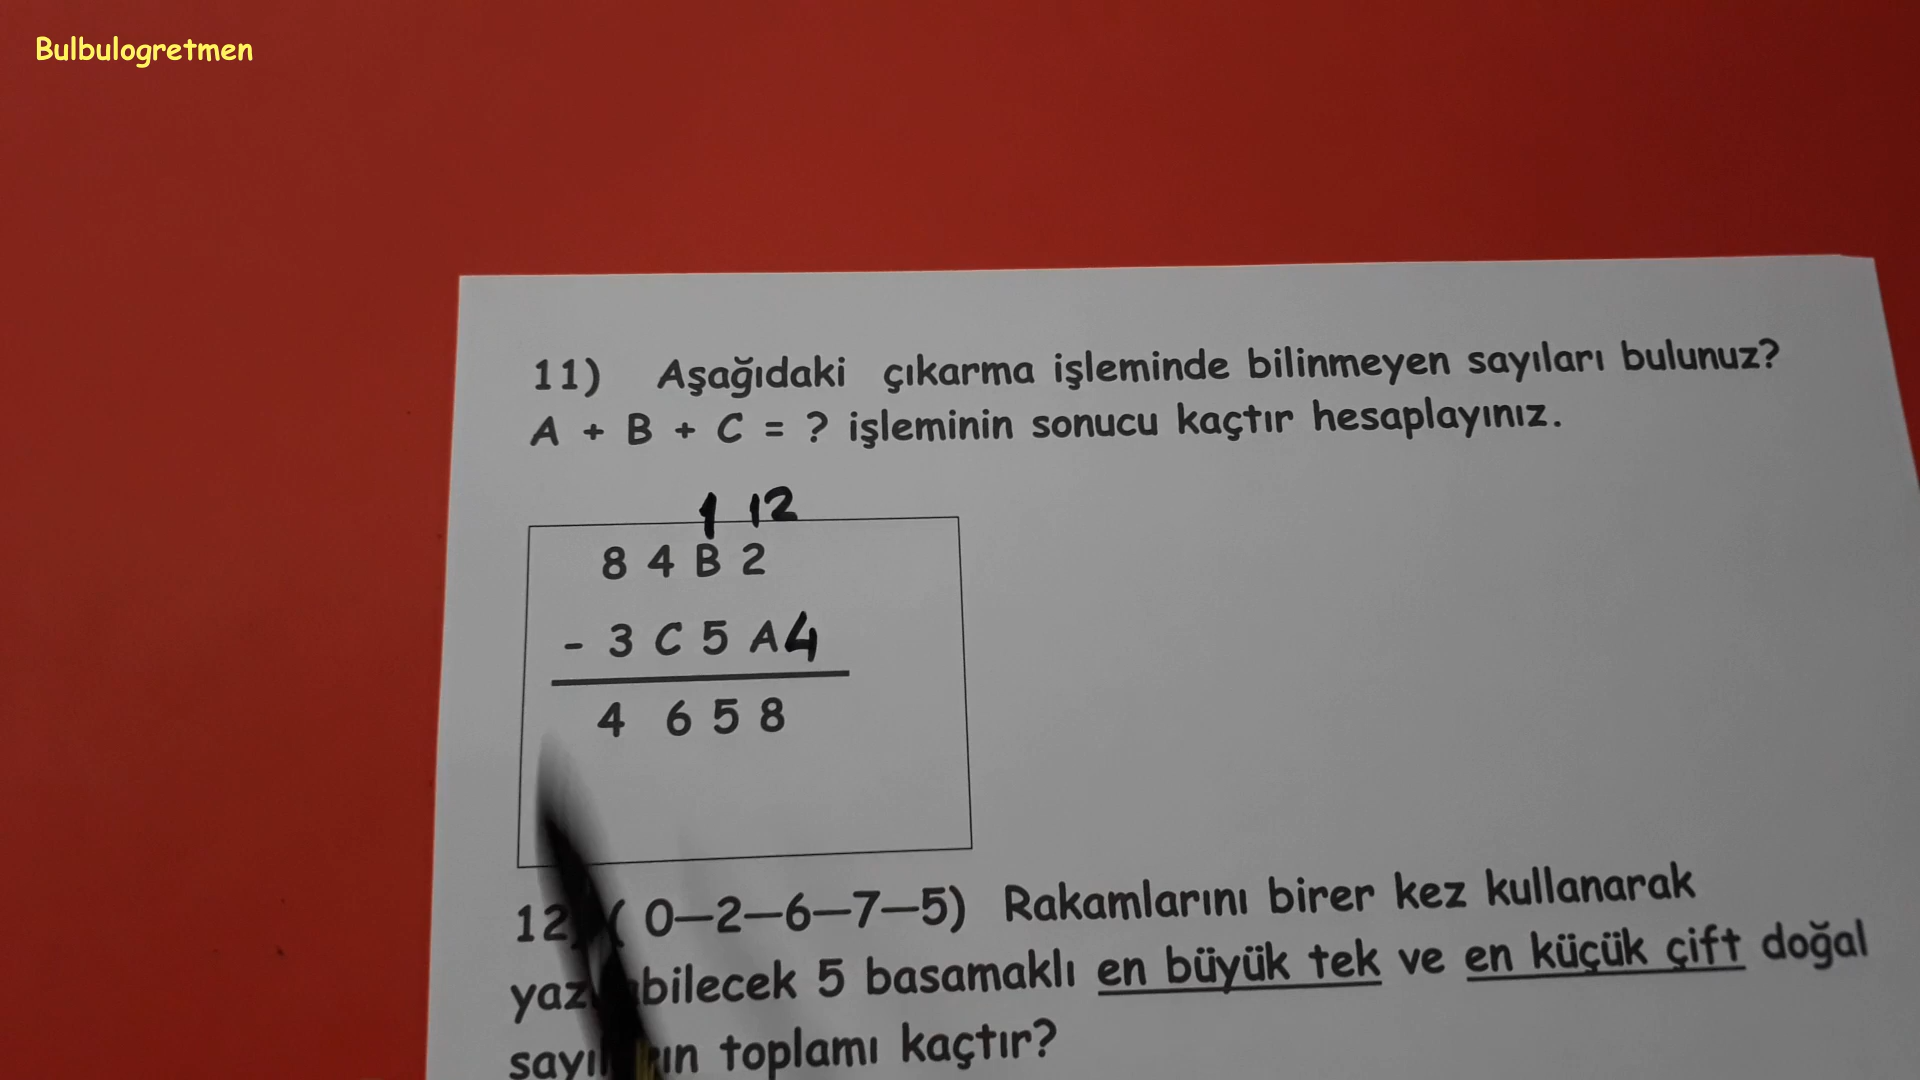 Bulbulogretmen
11) Aşağıdaki çıkarma işleminde bilinmeyen sayıları bulunuz?
A + B + C = ? işleminin sonucu kaçtır hesaplayınız.
1 12
8 4 B 2
- 3 C 5 A 4
4 6 5 8
12) ( 0—2—6—7—5) Rakamlarını birer kez kullanarak
5 basamaklı en büyük tek ve en küçük çift doğal
toplamı kaçtır?